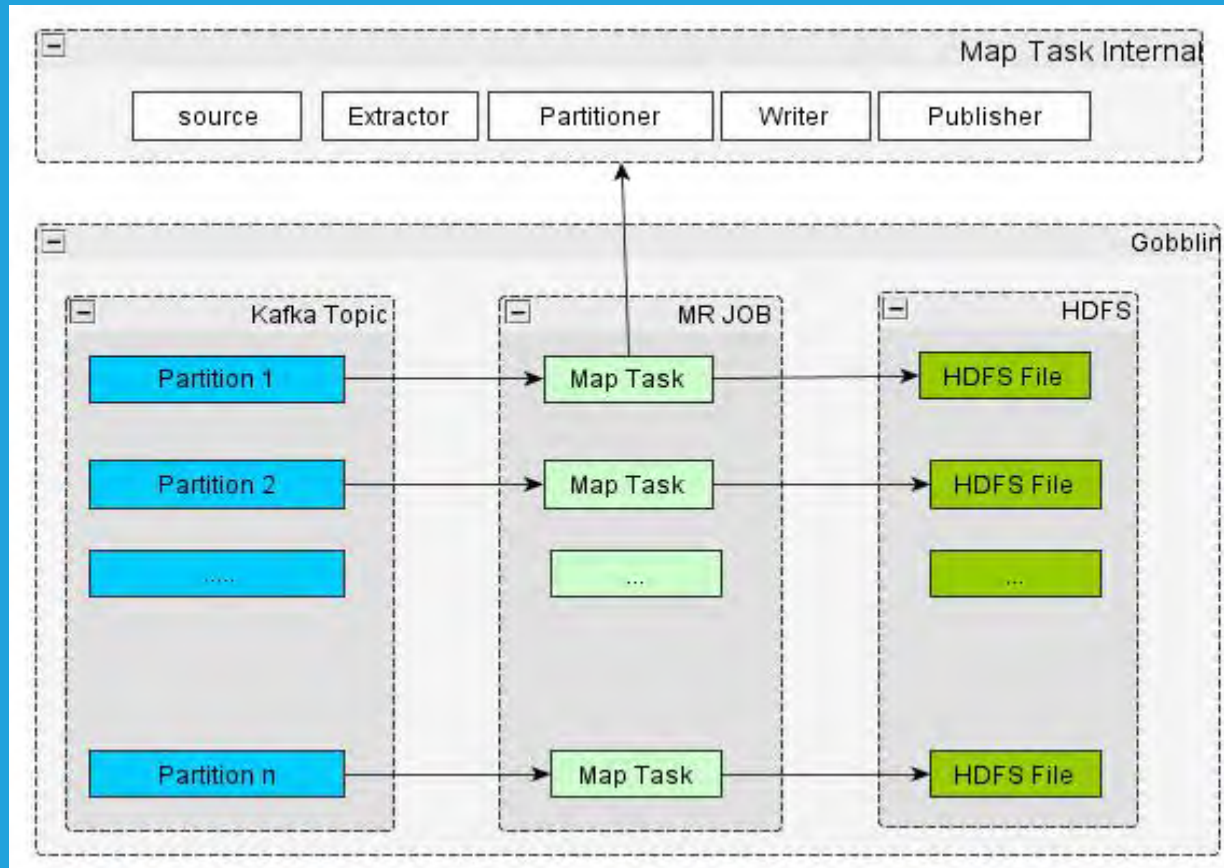 Map Task Internal
source Extractor Partitioner Writer Publisher
Gobblin
Kafka Topic MR JOB HDFS
Partition 1 Map Task HDFS File
Partition 2 Map Task HDFS File
..... ... ...
Partition n Map Task HDFS File